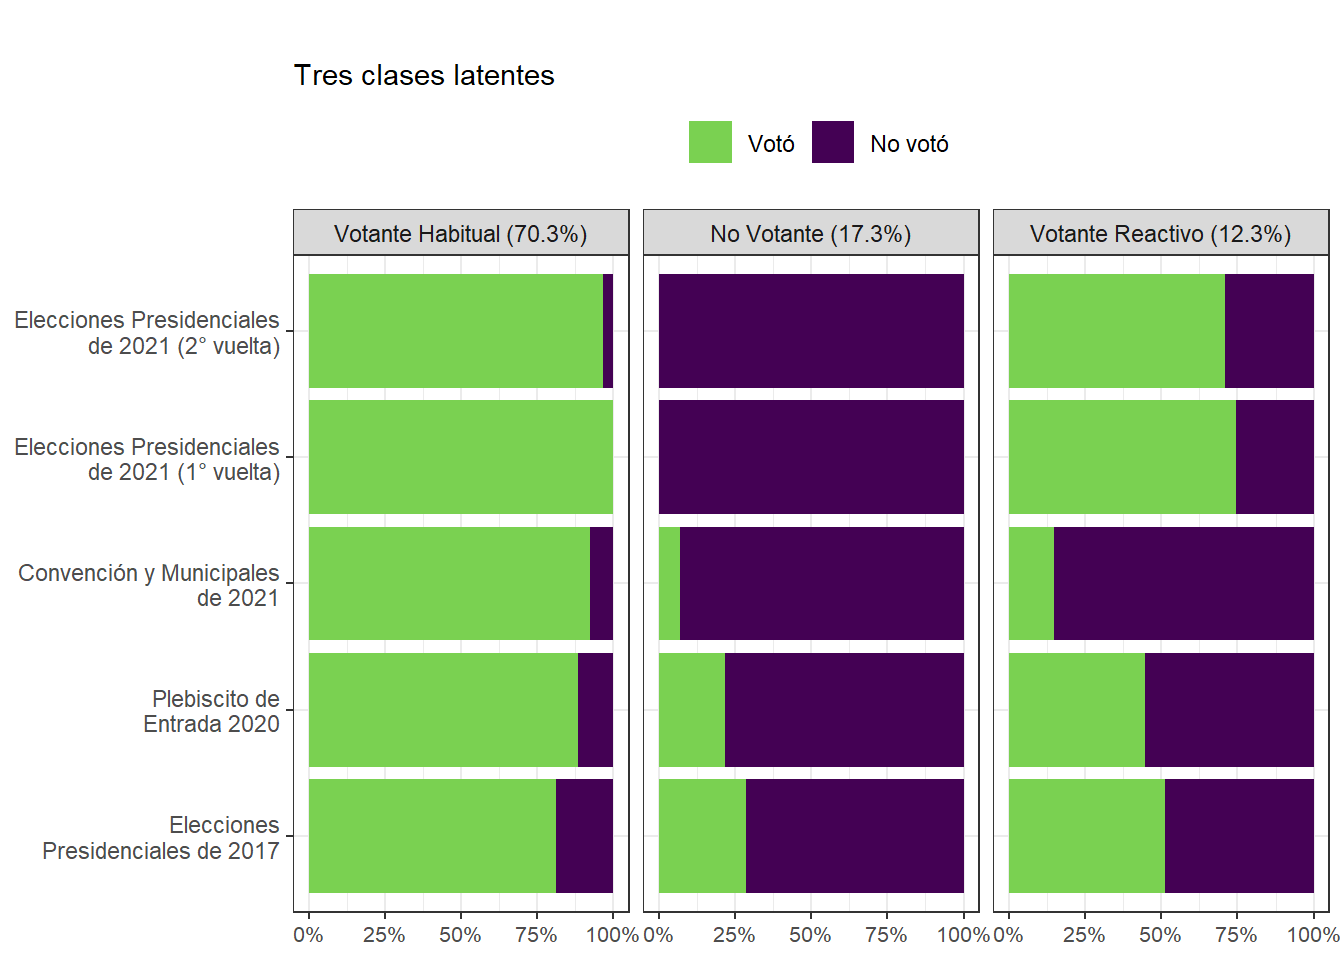 Tres clases latentes
Votó
No votó
Votante Habitual (70.3%)
No Votante (17.3%)
Votante Reactivo (12.3%)
Elecciones Presidenciales
de 2021 (2° vuelta)
Elecciones Presidenciales
de 2021 (1° vuelta)
Convención y Municipales
de 2021
Plebiscito de
Entrada 2020
Elecciones
Presidenciales de 2017
0% 25% 50% 75% 100%
0% 25% 50% 75% 100%
0% 25% 50% 75% 100%